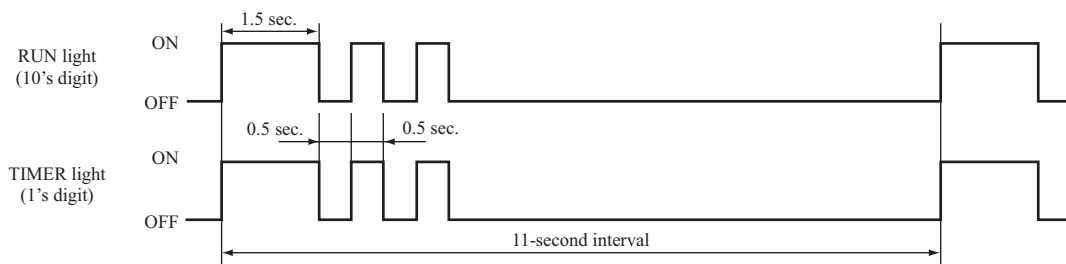 1.5 sec.
ON
RUN light
(10’s digit)
OFF
0.5 sec.
0.5 sec.
ON
TIMER light
(1’s digit)
OFF
11-second interval